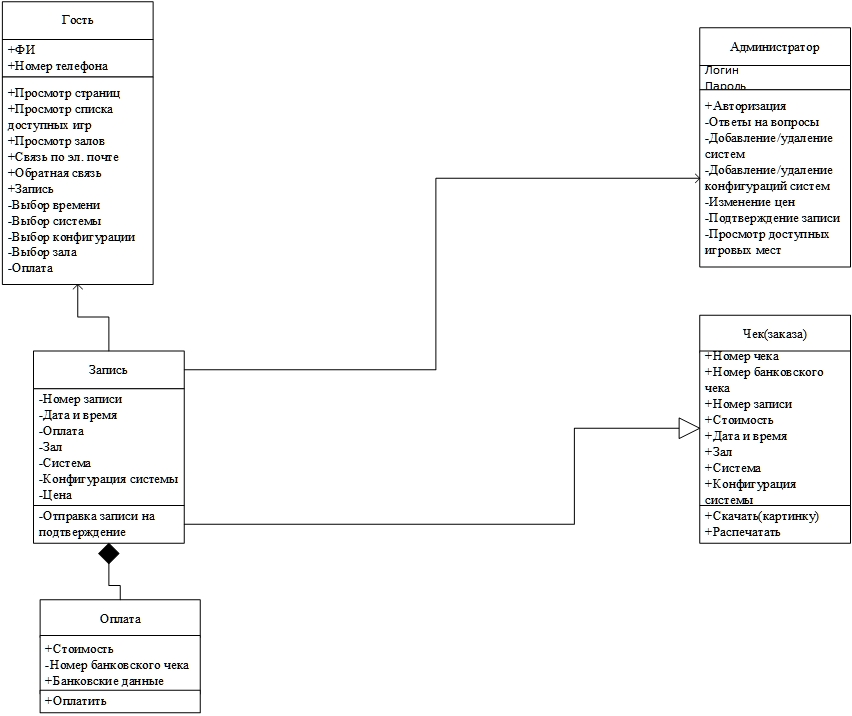 Гость
+ФИ
+Номер телефона
+Просмотр страниц
+Просмотр списка
доступных игр
+Просмотр залов
+Связь по эл. почте
+Обратная связь
+Запись
-Выбор времени
-Выбор системы
-Выбор конфигурации
-Выбор зала
-Оплата
Администратор
Логин
Пароль
+Авторизация
-Ответы на вопросы
-Добавление/удаление
систем
-Добавление/удаление
конфигураций систем
-Изменение цен
-Подтверждение записи
-Просмотр доступных
игровых мест
Запись
-Номер записи
-Дата и время
-Оплата
-Зал
-Система
-Конфигурация системы
-Цена
-Отправка записи на
подтверждение
Чек(заказа)
+Номер чека
+Номер банковского
чека
+Номер записи
+Стоимость
+Дата и время
+Зал
+Система
+Конфигурация
системы
+Скачать(картинку)
+Распечатать
Оплата
+Стоимость
-Номер банковского чека
+Банковские данные
+Оплатить